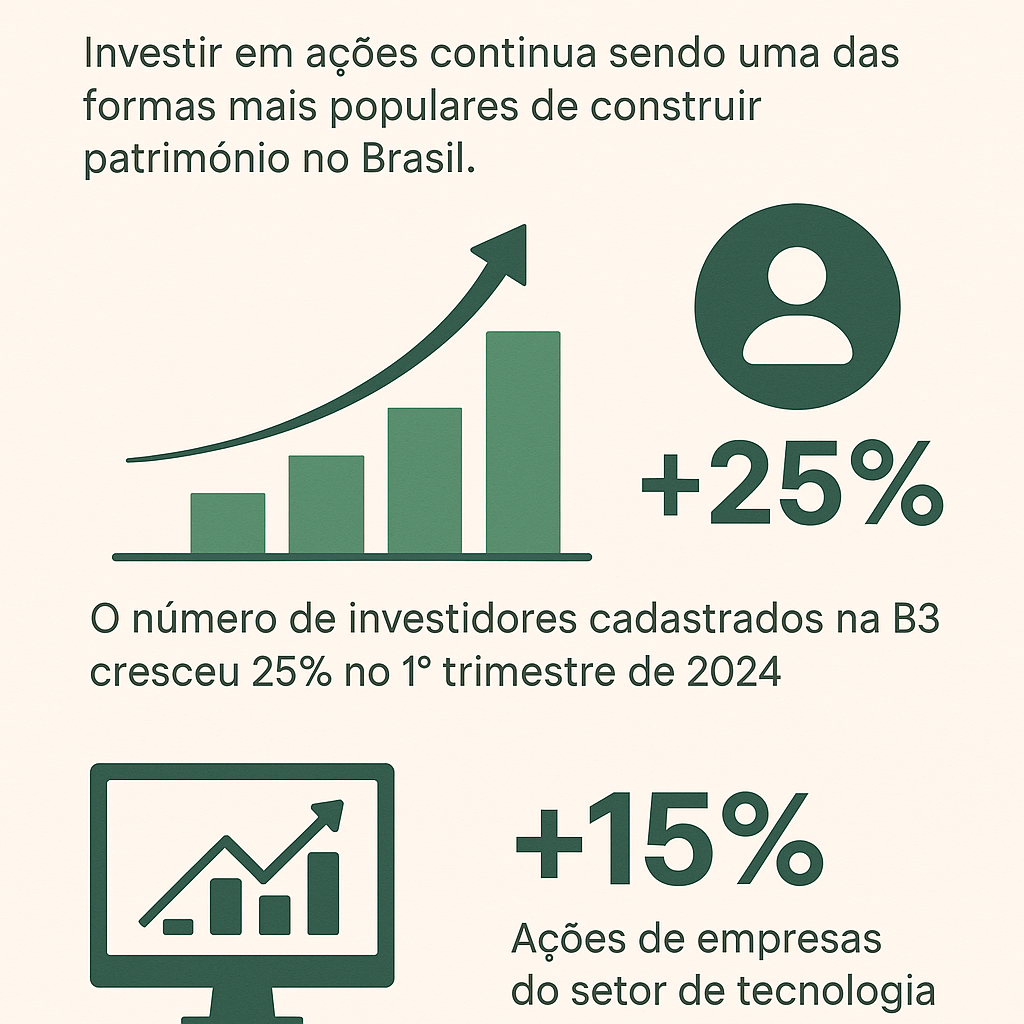 Investir em ações continua sendo uma das
formas mais populares de construir
património no Brasil.
+25%
O número de investidores cadastrados na B3
cresceu 25% no 1° trimestre de 2024
+15%
Ações de empresas
do setor de tecnologia